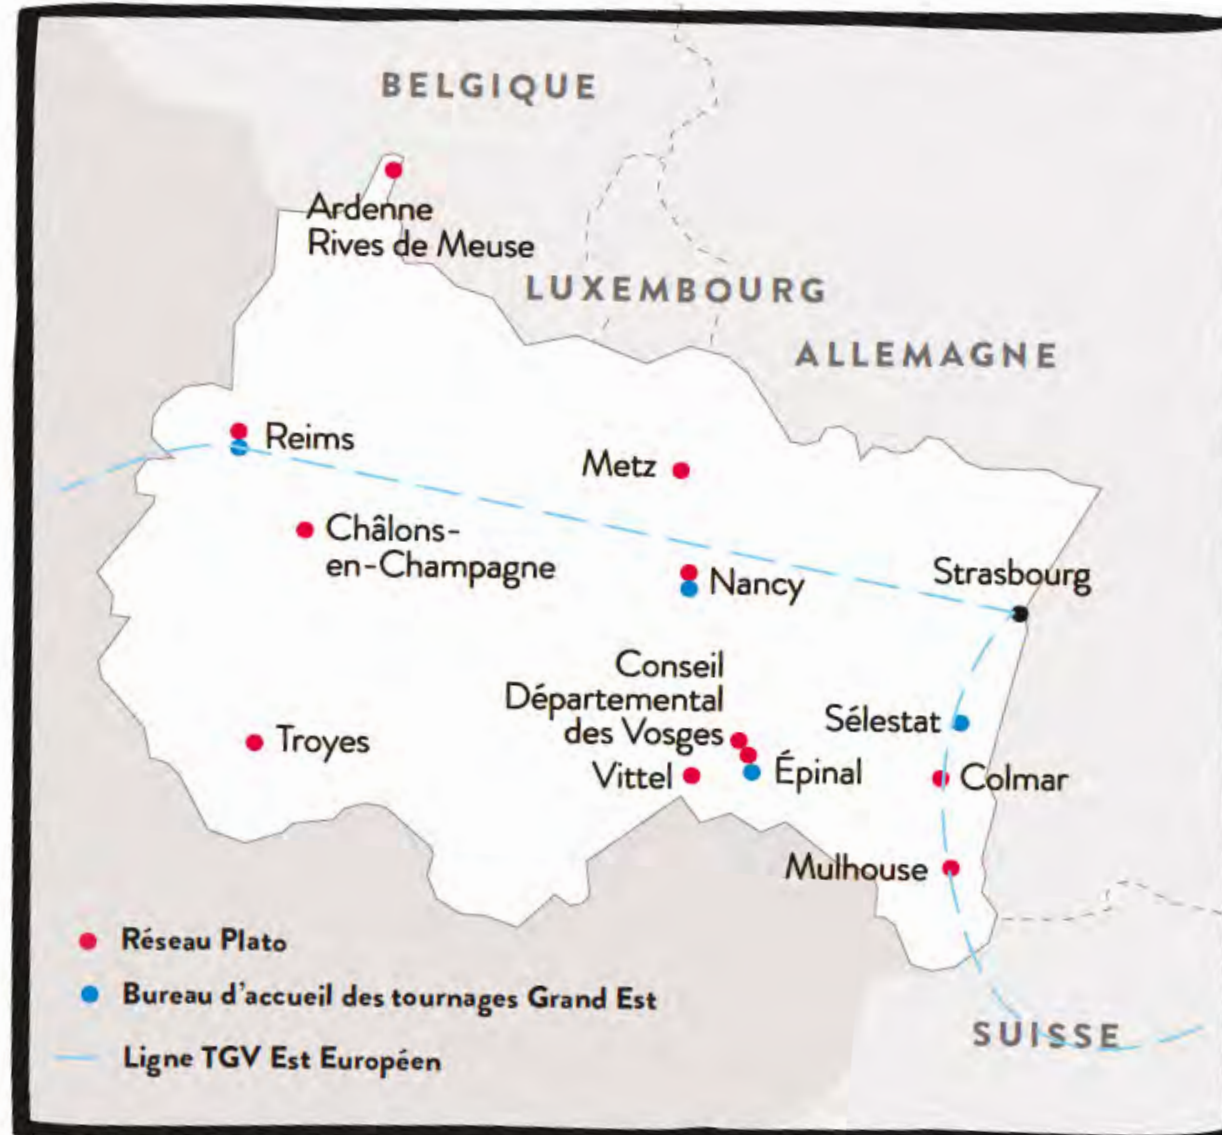 BELGIQUE
Ardenne
Rives de Meuse
LUXEMBOURG
ALLEMAGNE
Reims
Metz
Châlons-
en-Champagne
Nancy
Strasbourg
Conseil
Départemental
des Vosges
Sélestat
Troyes
Vittel
Épinal
Colmar
Mulhouse
Réseau Plato
Bureau d'accueil des tournages Grand Est
Ligne TGV Est Européen
SUISSE